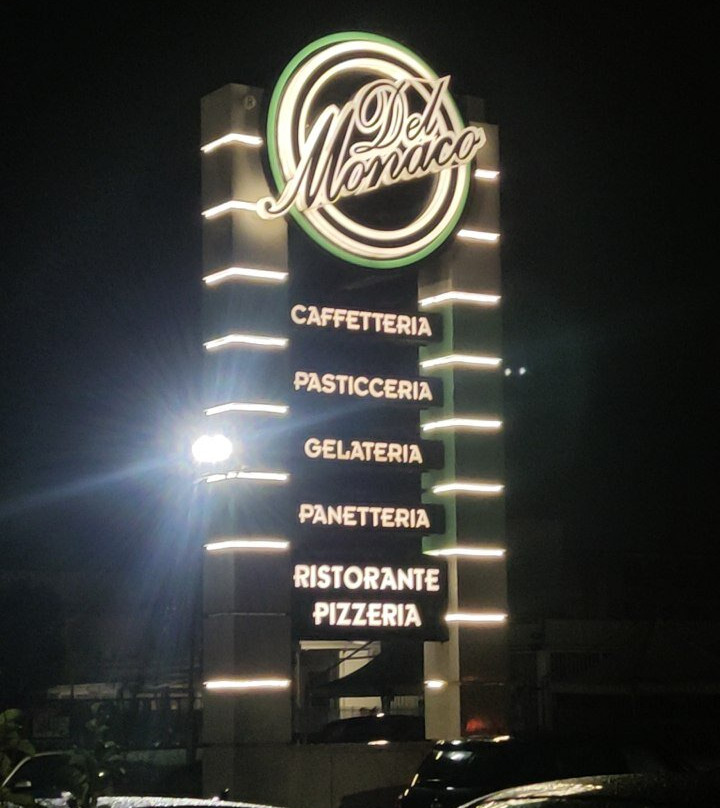 Del
Monaco
CAFFETTERIA
PASTICCERIA
GELATERIA
PANETTERIA
RISTORANTE
PIZZERIA